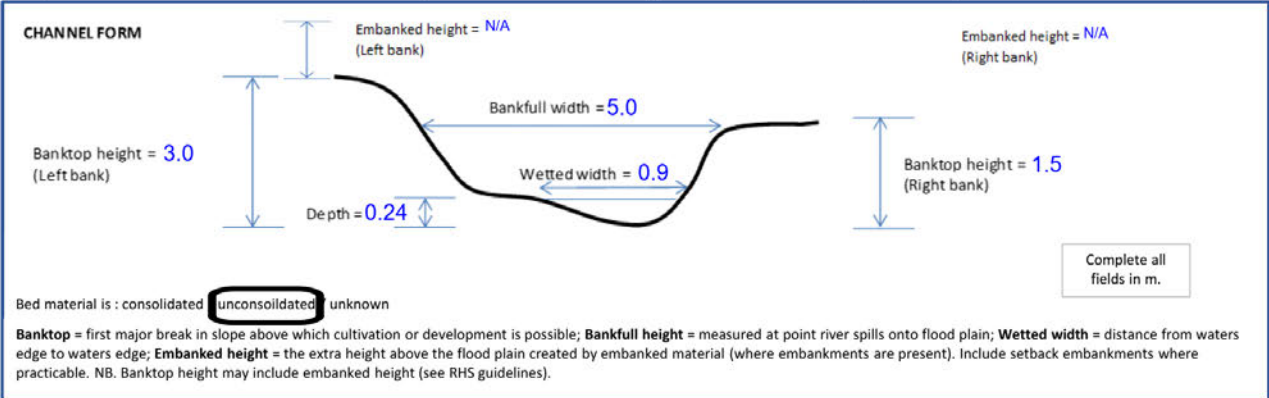 CHANNEL FORM
Embanked height = N/A
(Left bank)
Embanked height = N/A
(Right bank)
Bankfull width = 5.0
Banktop height = 3.0
(Left bank)
Wetted width = 0.9
Banktop height = 1.5
(Right bank)
Depth = 0.24
Complete all
fields in m.
Bed material is : consolidated unconsoildated / unknown
Banktop = first major break in slope above which cultivation or development is possible; Bankfull height = measured at point river spills onto flood plain; Wetted width = distance from waters
edge to waters edge; Embanked height = the extra height above the flood plain created by embanked material (where embankments are present). Include setback embankments where
practicable. NB. Banktop height may include embanked height (see RHS guidelines).